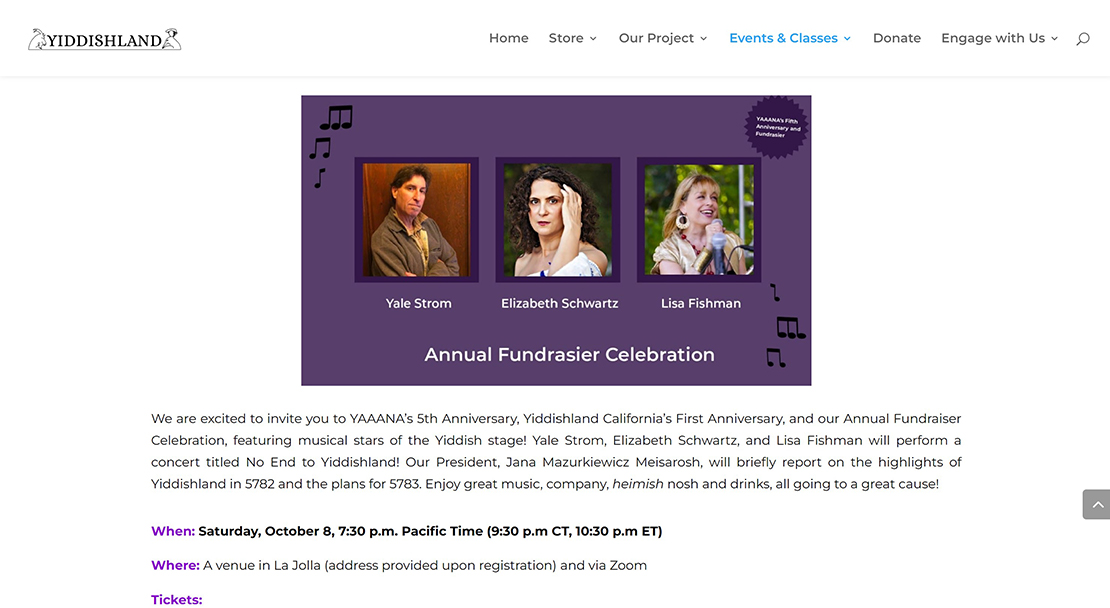 YIDDISHLAND
Home Store Our Project Events & Classes Donate Engage with Us
YAAANA's Fifth
Anniversary and
Fundrasier
Yale Strom Elizabeth Schwartz Lisa Fishman
Annual Fundrasier Celebration
We are excited to invite you to YAAANA's 5th Anniversary, Yiddishland California's First Anniversary, and our Annual Fundraiser
Celebration, featuring musical stars of the Yiddish stage! Yale Strom, Elizabeth Schwartz, and Lisa Fishman will perform a
concert titled No End to Yiddishland! Our President, Jana Mazurkiewicz Meisarosh, will briefly report on the highlights of
Yiddishland in 5782 and the plans for 5783. Enjoy great music, company, heimish nosh and drinks, all going to a great cause!
When: Saturday, October 8, 7:30 p.m. Pacific Time (9:30 p.m CT, 10:30 p.m ET)
Where: A venue in La Jolla (address provided upon registration) and via Zoom
Tickets: